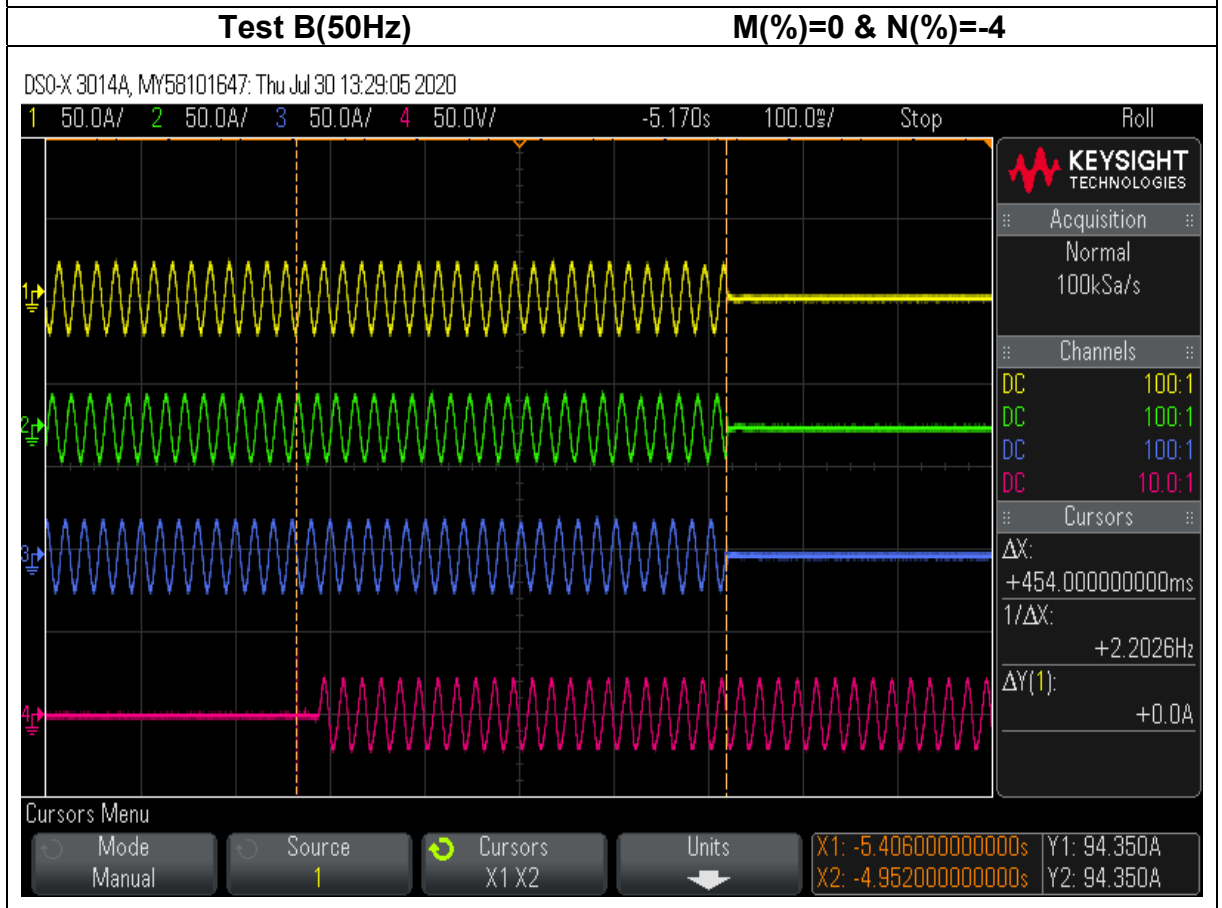 Test B(50Hz) M(%)=0 & N(%)=-4
DSO-X 3014A, MY58101647: Thu Jul 30 13:29:05 2020
1 50.0A/ 2 50.0A/ 3 50.0A/ 4 50.0V/ -5.170s 100.0ms/ Stop Roll
KEYSIGHT
TECHNOLOGIES
Acquisition
Normal
100kSa/s
Channels
DC 100:1
DC 100:1
DC 100:1
DC 10.0:1
Cursors
ΔX:
+454.000000000ms
1/ΔX:
+2.2026Hz
ΔY(1):
+0.0A
1
2
3
4
Cursors Menu
Mode
Manual
Source
1
Cursors
X1 X2
Units
X1: -5.406000000000s Y1: 94.350A
X2: -4.952000000000s Y2: 94.350A